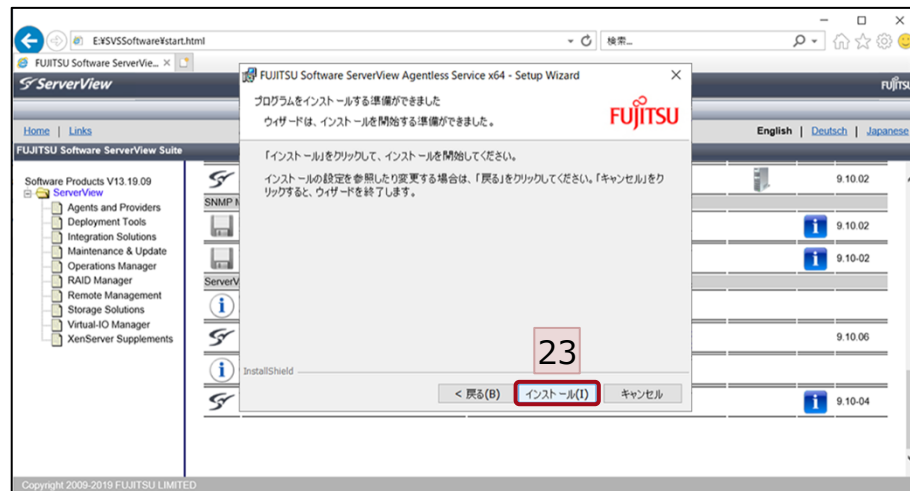 E:¥SVSSoftware¥start.html
検索...
FUJITSU Software ServerVie...
ServerView
FUJITSU
Home | Links
English | Deutsch | Japanese
FUJITSU Software ServerView Suite
Software Products V13.19.09
ServerView
Agents and Providers
Deployment Tools
Integration Solutions
Maintenance & Update
Operations Manager
RAID Manager
Remote Management
Storage Solutions
Virtual-IO Manager
XenServer Supplements
9.10.02
SNMP
9.10.02
9.10-02
ServerV
9.10.06
9.10-04
FUJITSU Software ServerView Agentless Service x64 - Setup Wizard
プログラムをインストールする準備ができました
ウィザードは、インストールを開始する準備ができました。
FUJITSU
「インストール」をクリックして、インストールを開始してください。
インストールの設定を参照したり変更する場合は、「戻る」をクリックしてください。「キャンセル」をク
リックすると、ウィザードを終了します。
23
InstallShield
< 戻る(B)
インストール(I)
キャンセル
Copyright 2009-2019 FUJITSU LIMITED